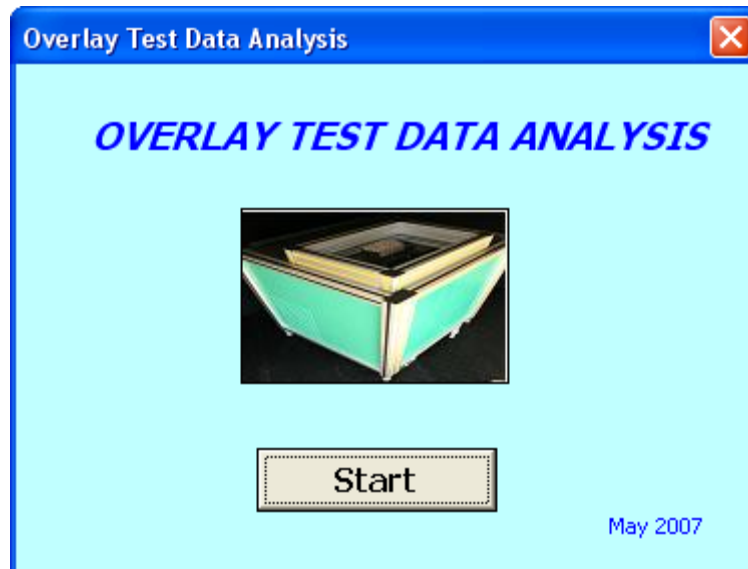 Overlay Test Data Analysis
OVERLAY TEST DATA ANALYSIS
Start
May 2007